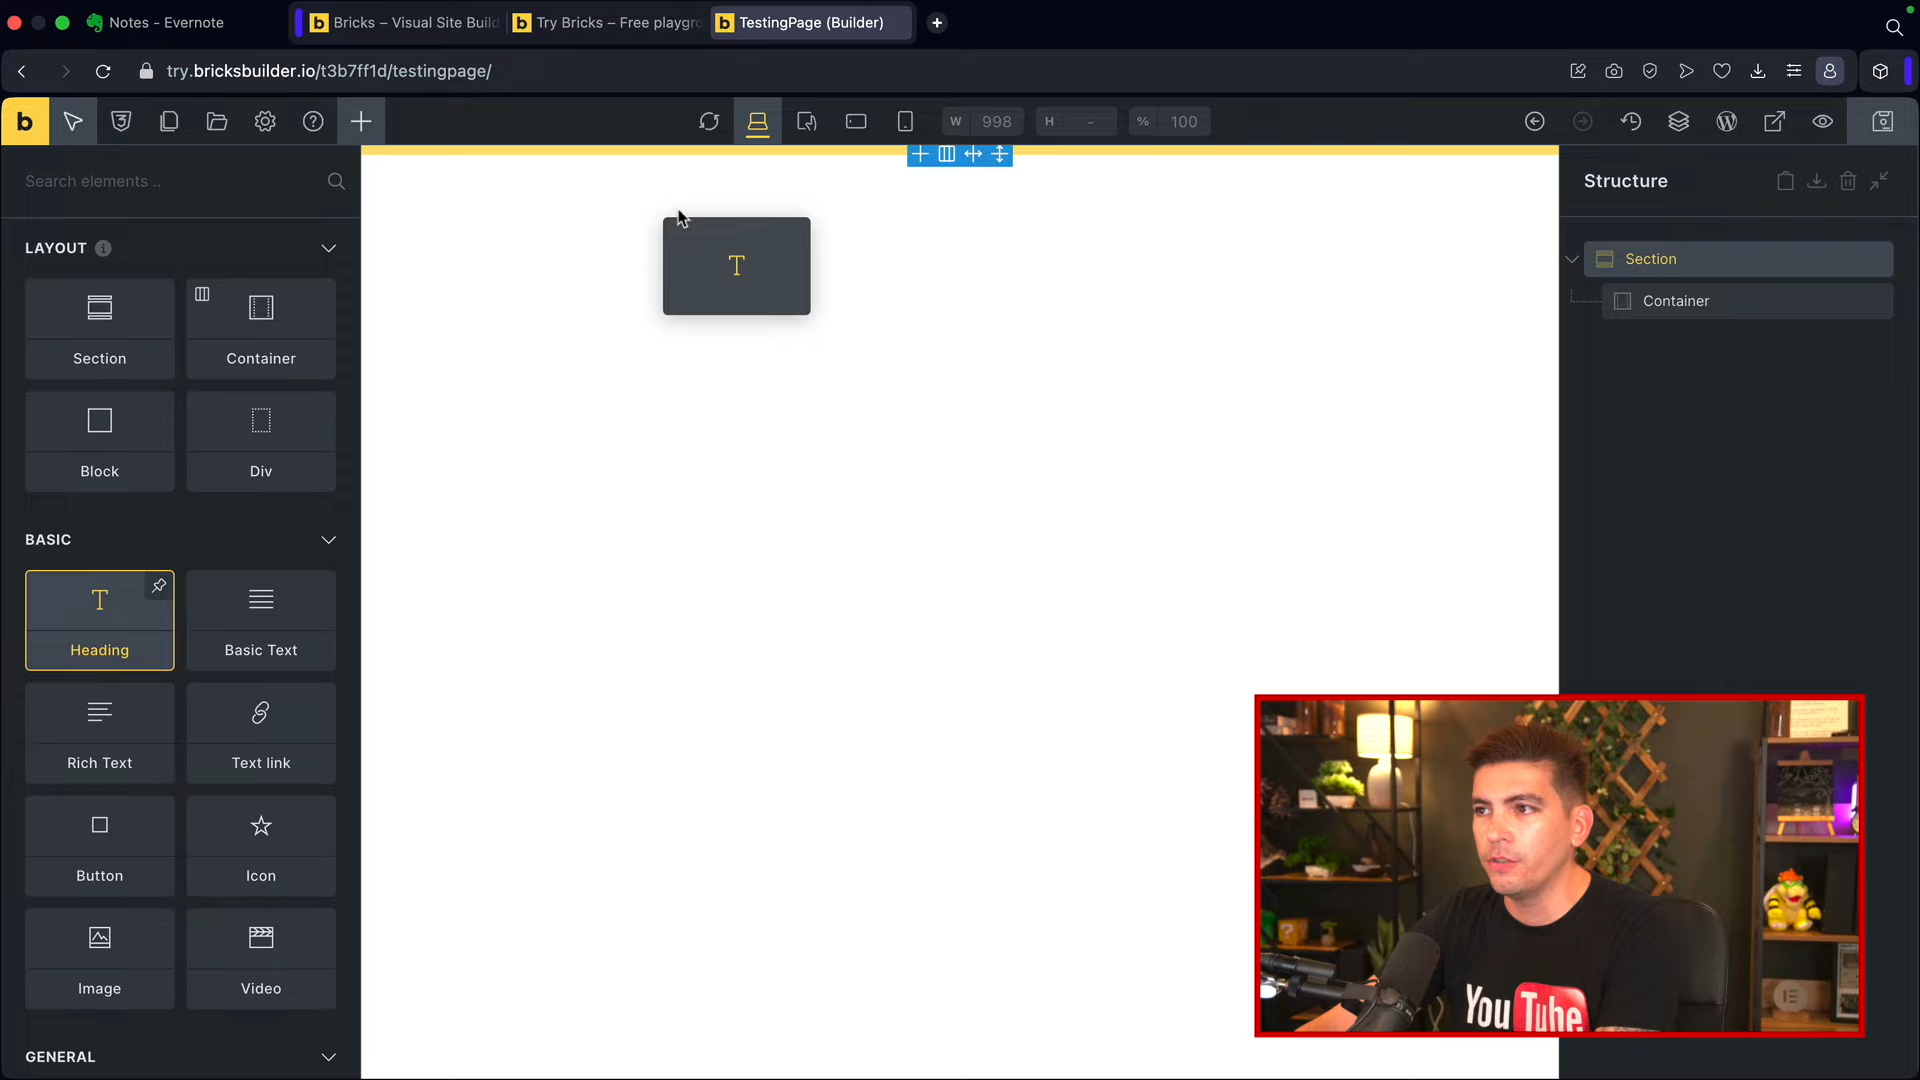 Notes - Evernote
b Bricks – Visual Site Build
b Try Bricks – Free playgro
b TestingPage (Builder)
try.bricksbuilder.io/t3b7ff1d/testingpage/
b
W 998
H -
% 100
Search elements ..
LAYOUT
Section
Container
Block
Div
BASIC
Heading
Basic Text
Rich Text
Text link
Button
Icon
Image
Video
GENERAL
Structure
Section
Container
You Tube